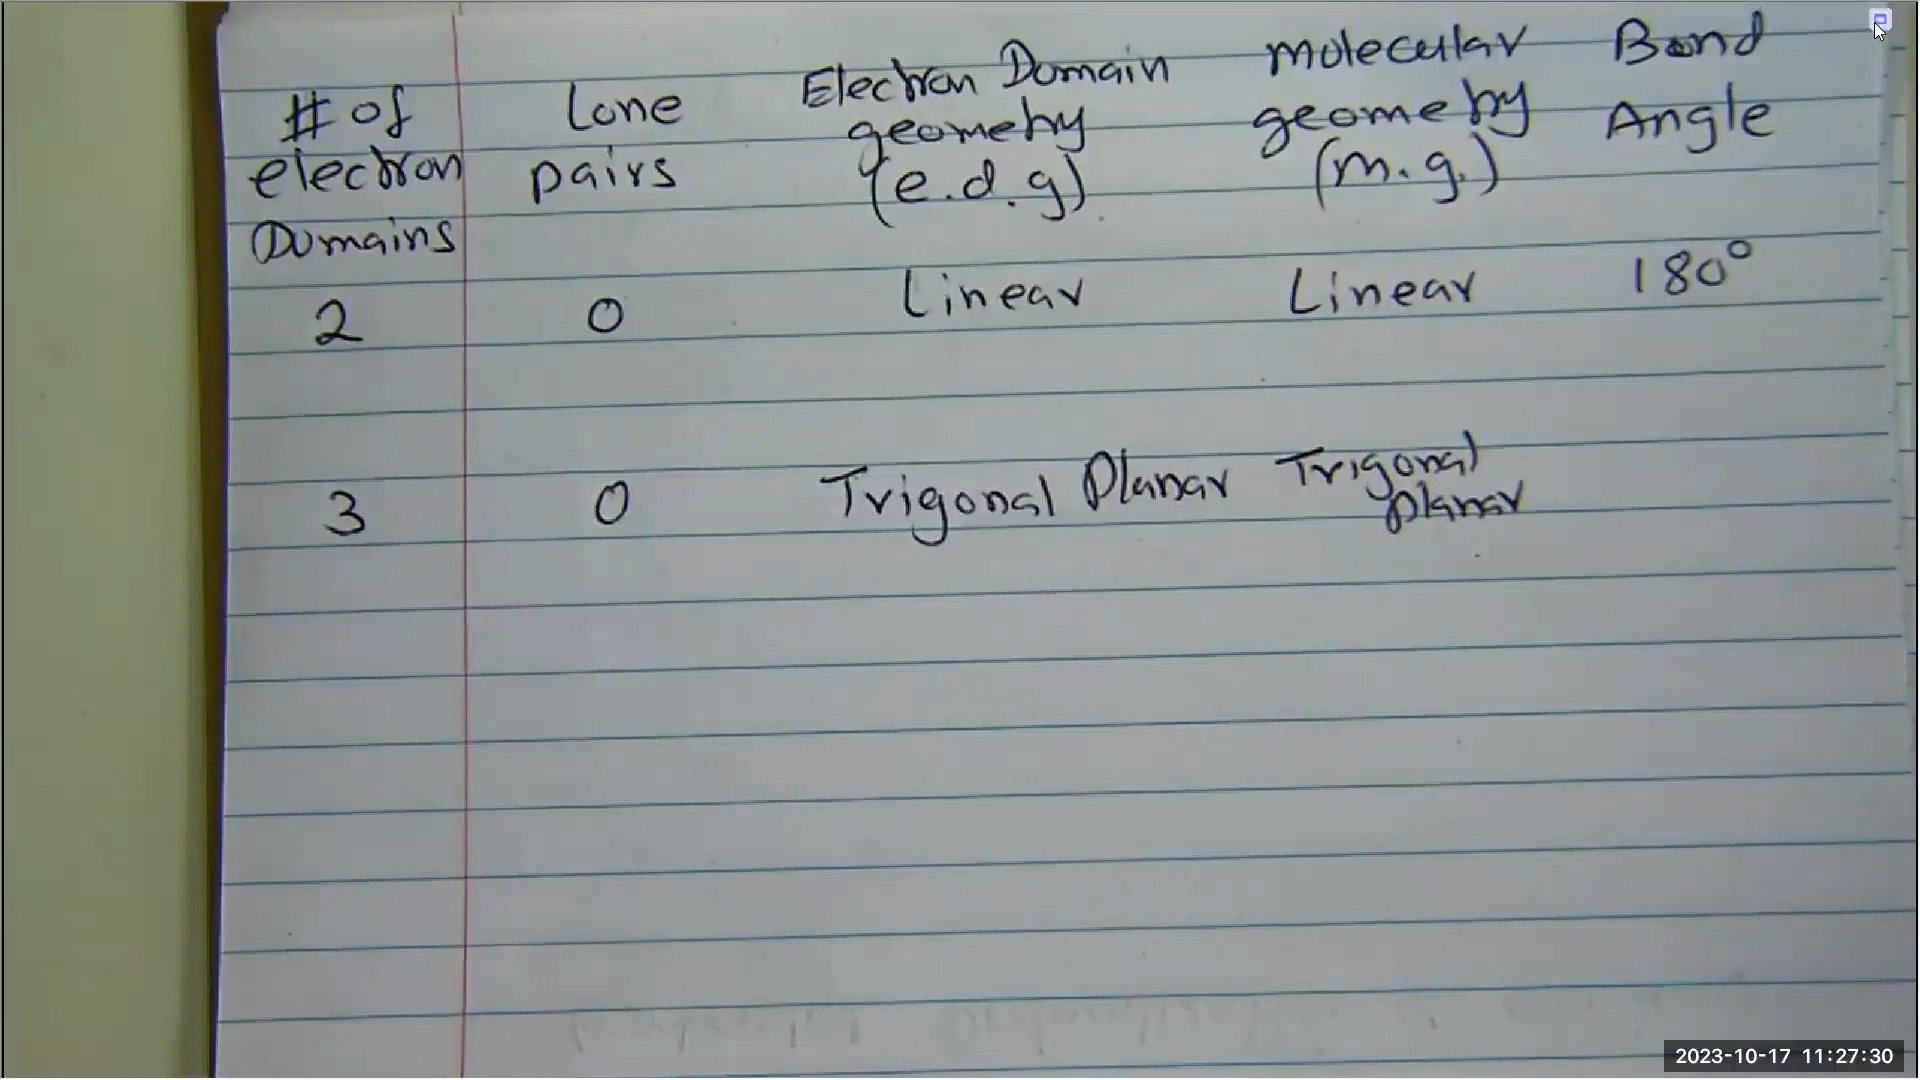 # of electron Domains
Lone pairs
Electron Domain geometry (e.d.g)
molecular geometry (m.g.)
Bond Angle
2 0 Linear Linear 180°
3 0 Trigonal Planar Trigonal planar
2023-10-17 11:27:30